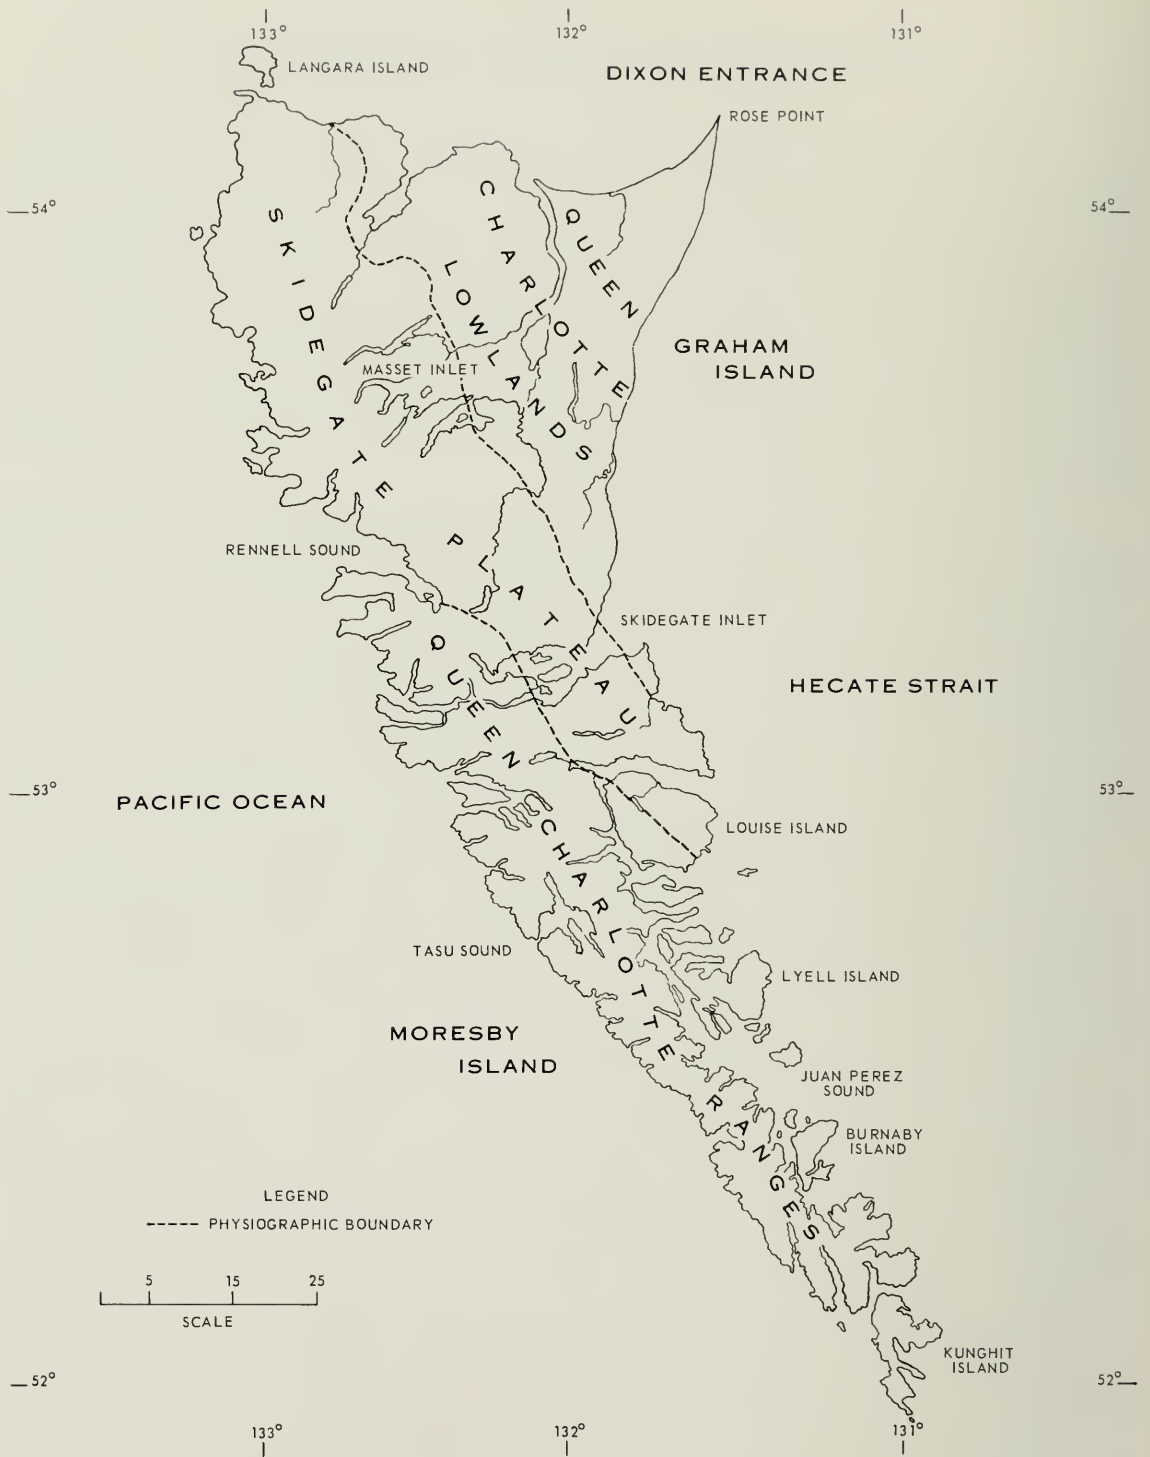 133° 132° 131°
LANGARA ISLAND
DIXON ENTRANCE
ROSE POINT
54° 54°
SKIDEGATE PLATEAU
QUEEN CHARLOTTE LOWLANDS
GRAHAM
ISLAND
MASSET INLET
RENNELL SOUND
SKIDEGATE INLET
HECATE STRAIT
QUEEN CHARLOTTE RANGES
53° 53°
PACIFIC OCEAN
LOUISE ISLAND
TASU SOUND
LYELL ISLAND
MORESBY
ISLAND
JUAN PEREZ
SOUND
BURNABY
ISLAND
LEGEND
PHYSIOGRAPHIC BOUNDARY
5 15 25
SCALE
KUNGHIT
ISLAND
52° 52°
133° 132° 131°